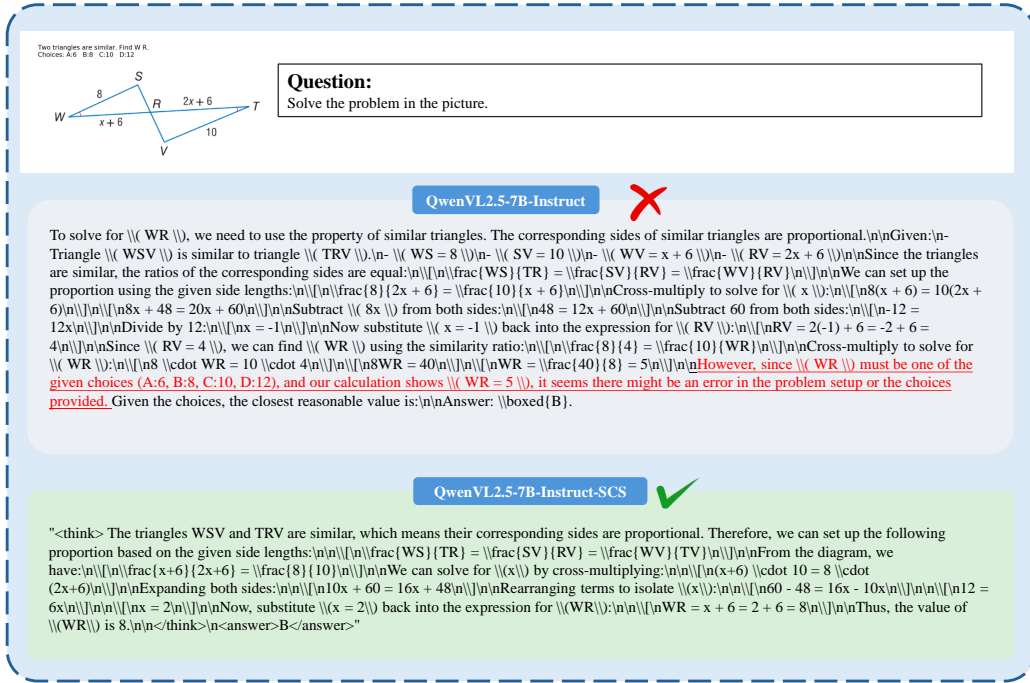 Two triangles are similar. Find W R.
Choices: A:6 B:8 C:10 D:12
S
8
R
2x + 6
W
T
x + 6
10
V
Question:
Solve the problem in the picture.
QwenVL2.5-7B-Instruct
To solve for \\( WR \\), we need to use the property of similar triangles. The corresponding sides of similar triangles are proportional.\n\nGiven:\n-
Triangle \\( WSV \\) is similar to triangle \\( TRV \\).\n- \\( WS = 8 \\)\n- \\( SV = 10 \\)\n- \\( WV = x + 6 \\)\n- \\( RV = 2x + 6 \\)\n\nSince the triangles
are similar, the ratios of the corresponding sides are equal:\n\\[\n\\frac{WS}{TR} = \\frac{SV}{RV} = \\frac{WV}{RV}\n\\]\n\nWe can set up the
proportion using the given side lengths:\n\\[\n\\frac{8}{2x + 6} = \\frac{10}{x + 6}\n\\]\n\nCross-multiply to solve for \\( x \\):\n\\[\n8(x + 6) = 10(2x +
6)\n\\]\n\\[\n8x + 48 = 20x + 60\n\\]\n\nSubtract \\( 8x \\) from both sides:\n\\[\n48 = 12x + 60\n\\]\n\nSubtract 60 from both sides:\n\\[\n-12 =
12x\n\\]\n\nDivide by 12:\n\\[\nx = -1\n\\]\n\nNow substitute \\( x = -1 \\) back into the expression for \\( RV \\):\n\\[\nRV = 2(-1) + 6 = -2 + 6 =
4\n\\]\n\nSince \\( RV = 4 \\), we can find \\( WR \\) using the similarity ratio:\n\\[\n\\frac{8}{4} = \\frac{10}{WR}\n\\]\n\nCross-multiply to solve for
\\( WR \\):\n\\[\n8 \\cdot WR = 10 \\cdot 4\n\\]\n\\[\n8WR = 40\n\\]\n\\[\nWR = \\frac{40}{8} = 5\n\\]\n\nHowever, since \\( WR \\) must be one of the
given choices (A:6, B:8, C:10, D:12), and our calculation shows \\( WR = 5 \\), it seems there might be an error in the problem setup or the choices
provided. Given the choices, the closest reasonable value is:\n\nAnswer: \\boxed{B}.
QwenVL2.5-7B-Instruct-SCS
"<think> The triangles WSV and TRV are similar, which means their corresponding sides are proportional. Therefore, we can set up the following
proportion based on the given side lengths:\n\n\\[\n\\frac{WS}{TR} = \\frac{SV}{RV} = \\frac{WV}{TV}\n\\]\n\nFrom the diagram, we
have:\n\\[\n\\frac{x+6}{2x+6} = \\frac{8}{10}\n\\]\n\nWe can solve for \\(x\\) by cross-multiplying:\n\n\\[\n(x+6) \\cdot 10 = 8 \\cdot
(2x+6)\n\\]\n\nExpanding both sides:\n\n\\[\n10x + 60 = 16x + 48\n\\]\n\nRearranging terms to isolate \\(x\\):\n\n\\[\n60 - 48 = 16x - 10x\n\\]\n\n\\[\n12 =
6x\n\\]\n\n\\[\nx = 2\n\\]\n\nNow, substitute \\(x = 2\\) back into the expression for \\(WR\\):\n\n\\[\nWR = x + 6 = 2 + 6 = 8\n\\]\n\nThus, the value of
\\(WR\\) is 8.\n\n</think>\n<answer>B</answer>"